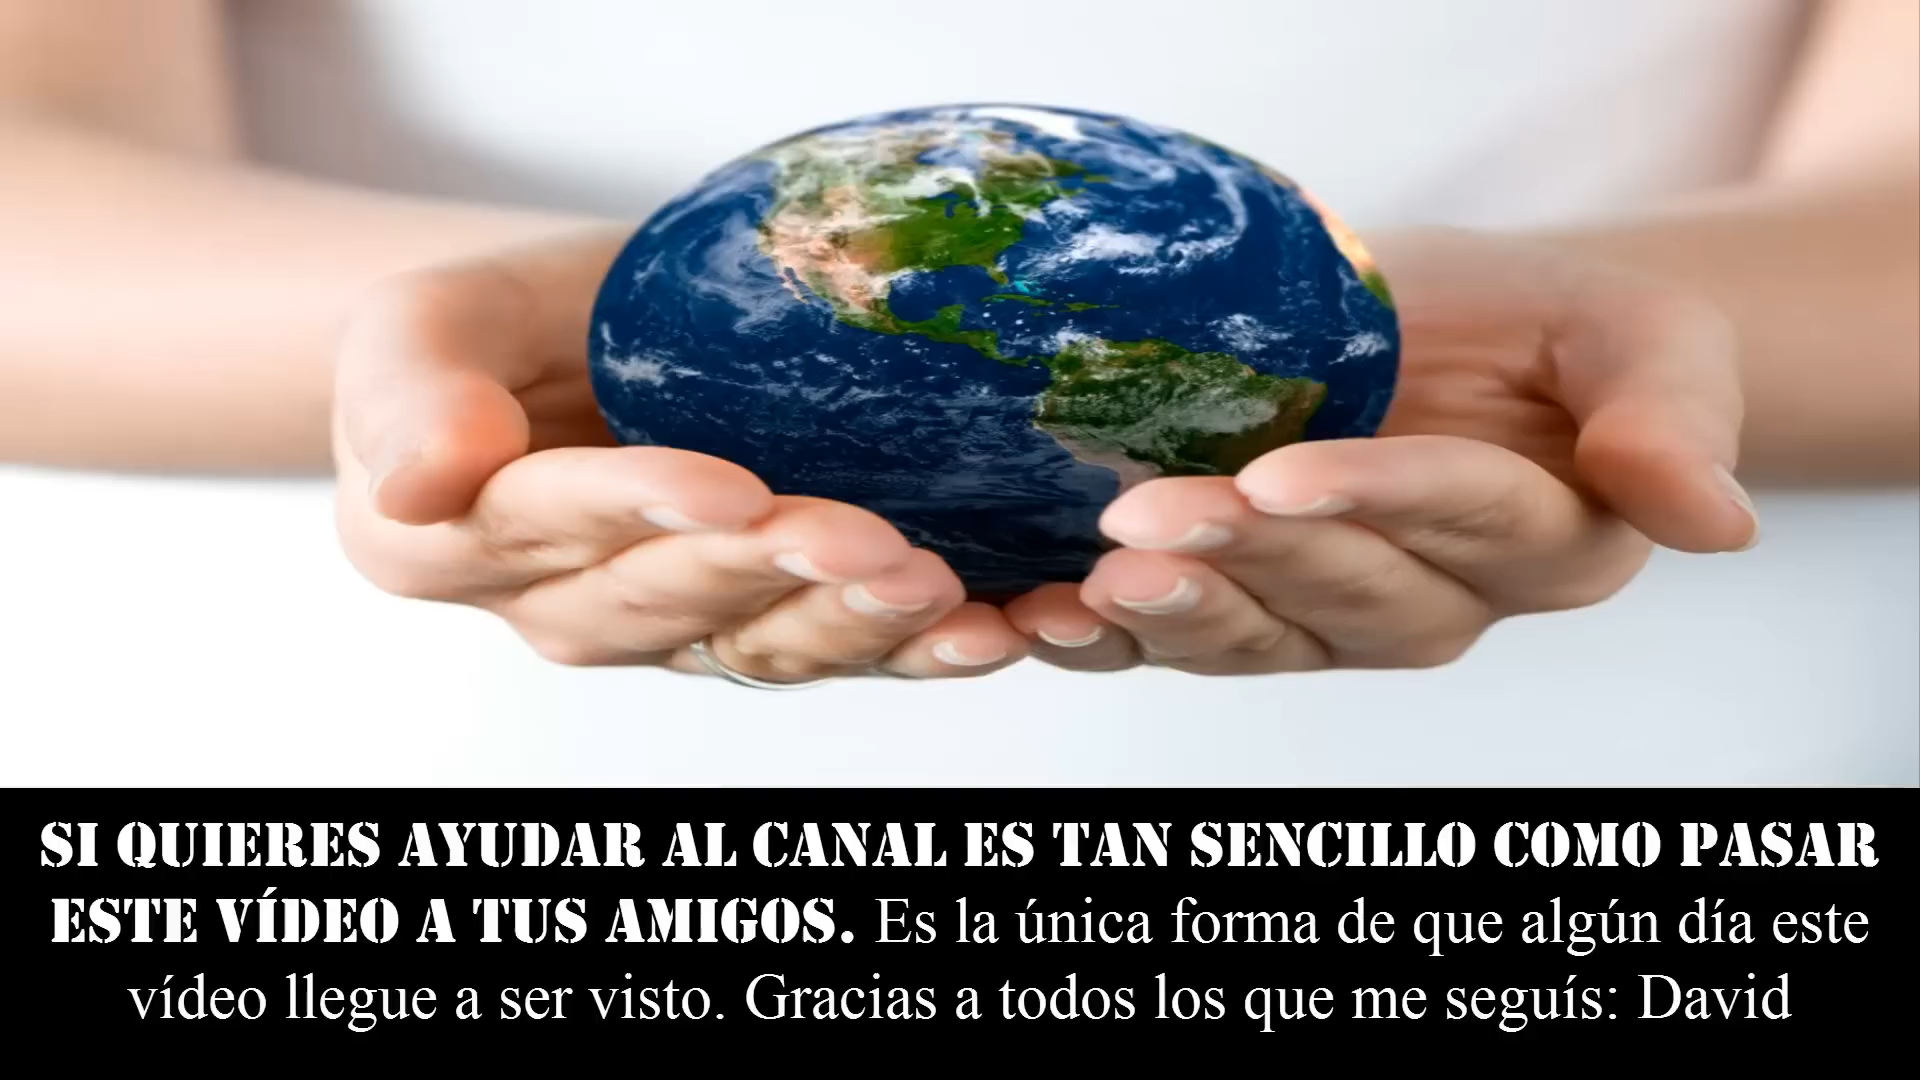 SI QUIERES AYUDAR AL CANAL ES TAN SENCILLO COMO PASAR
ESTE VÍDEO A TUS AMIGOS. Es la única forma de que algún día este
vídeo llegue a ser visto. Gracias a todos los que me seguís: David